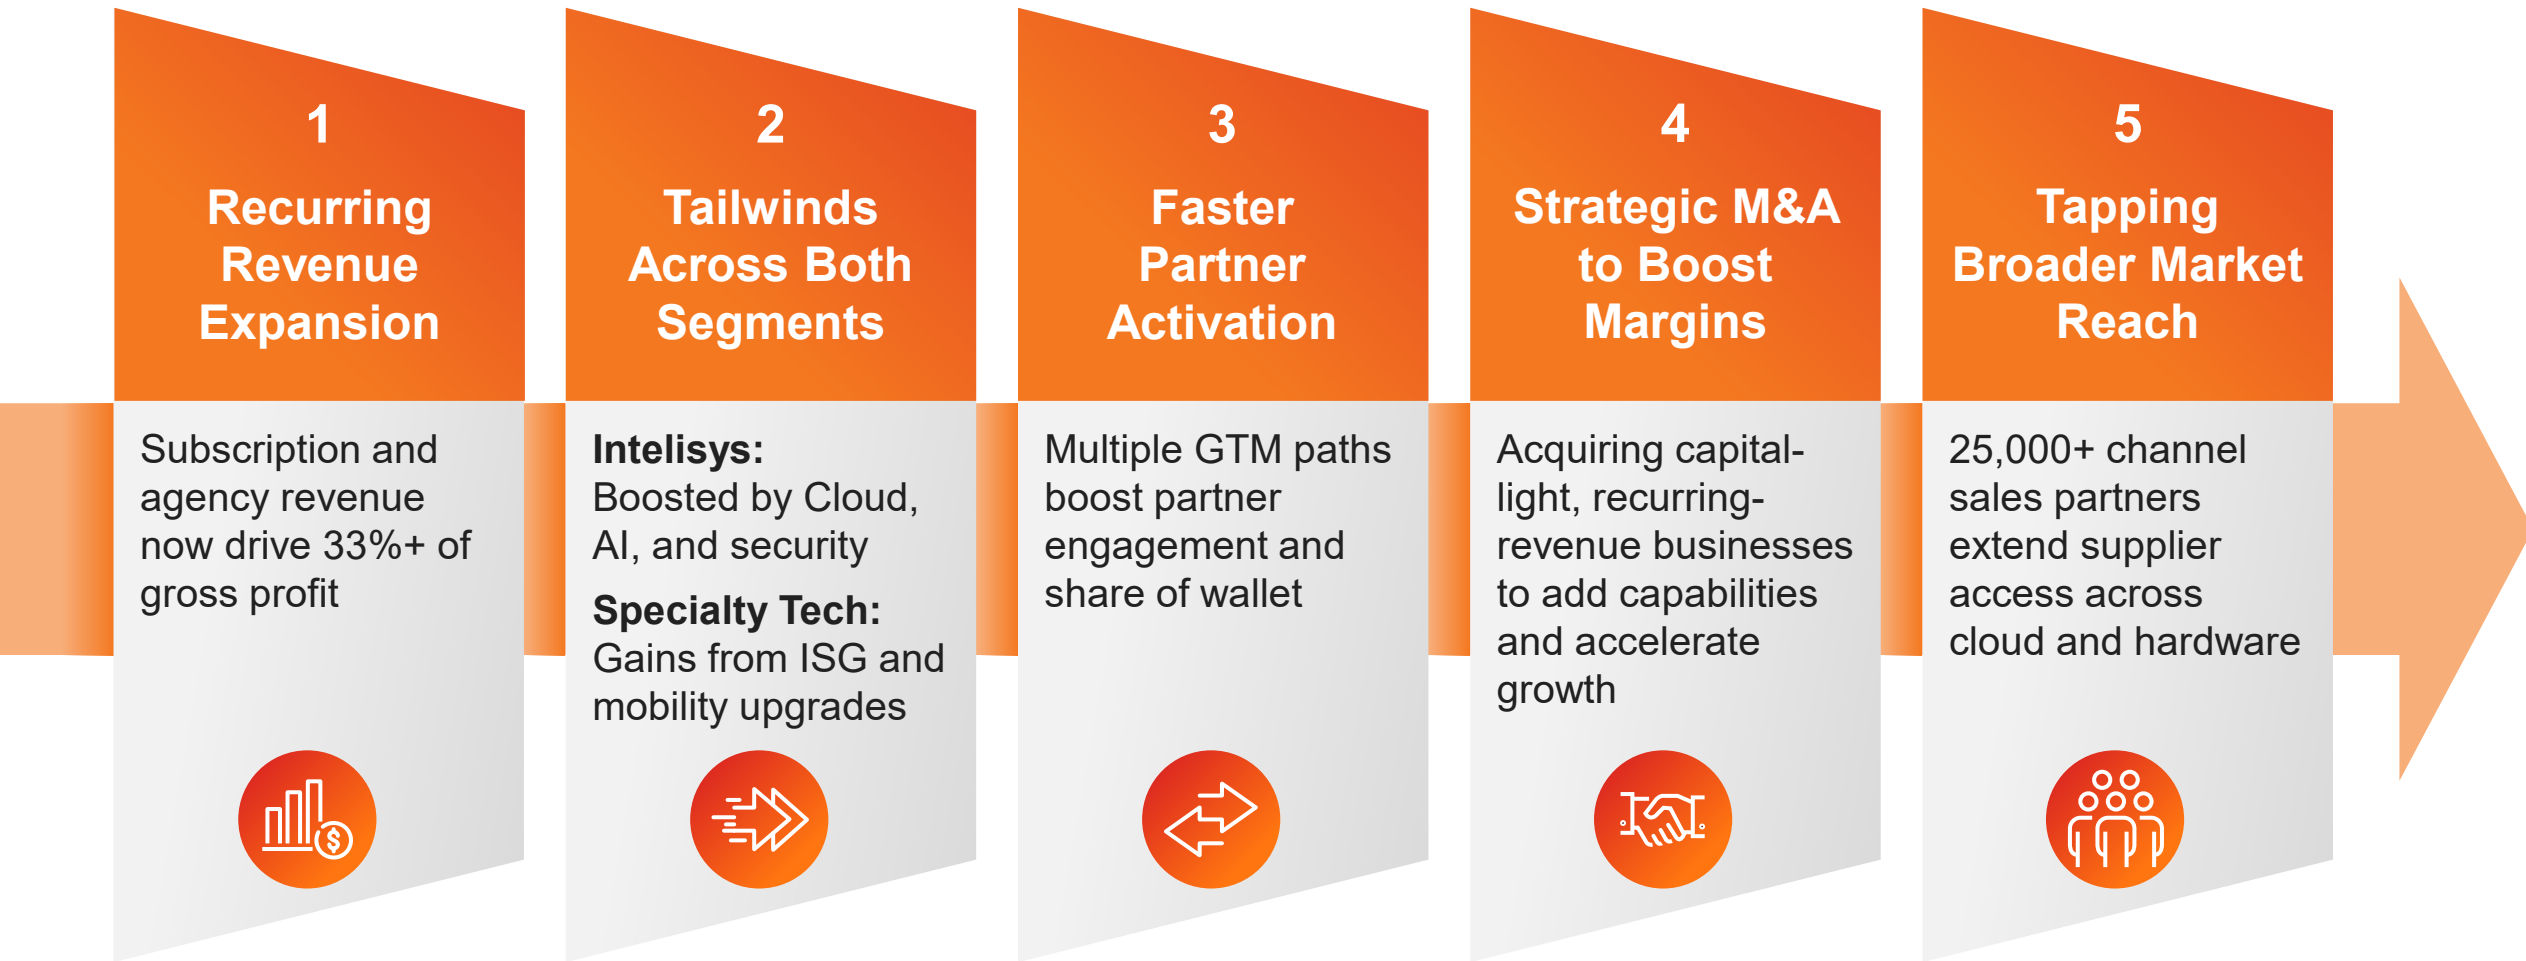 1
Recurring
Revenue
Expansion
Subscription and
agency revenue
now drive 33%+ of
gross profit
$
2
Tailwinds
Across Both
Segments
Intelisys:
Boosted by Cloud,
AI, and security
Specialty Tech:
Gains from ISG and
mobility upgrades
3
Faster
Partner
Activation
Multiple GTM paths
boost partner
engagement and
share of wallet
4
Strategic M&A
to Boost
Margins
Acquiring capital-
light, recurring-
revenue businesses
to add capabilities
and accelerate
growth
5
Tapping
Broader Market
Reach
25,000+ channel
sales partners
extend supplier
access across
cloud and hardware